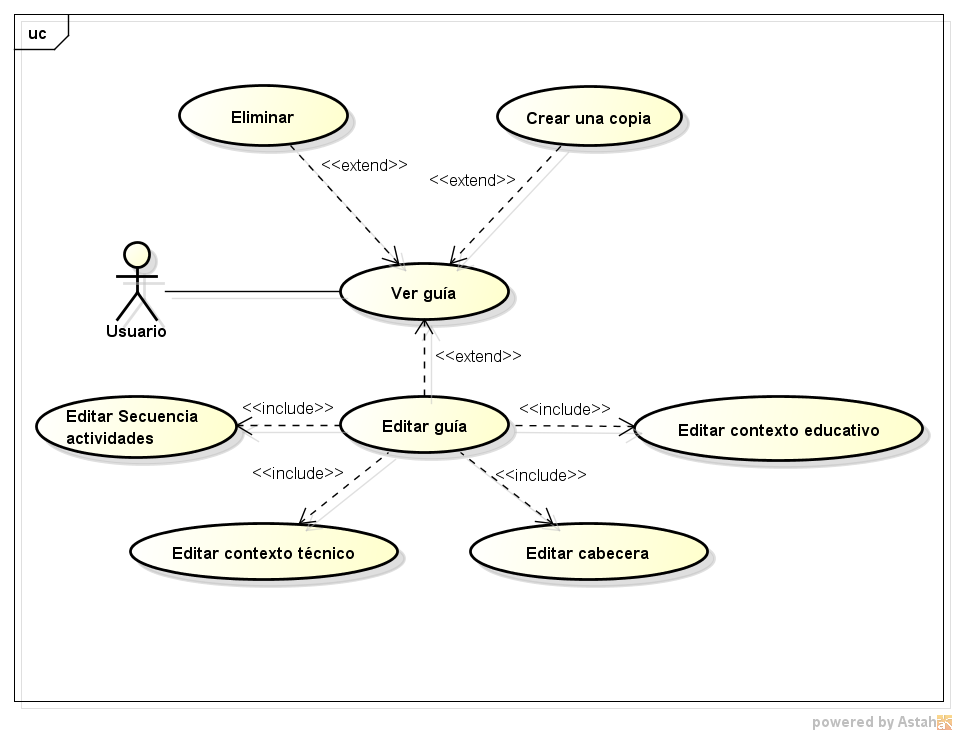 uc
Eliminar
Crear una copia
<<extend>>
<<extend>>
Ver guía
Usuario
<<extend>>
Editar Secuencia
actividades
<<include>>
Editar guía
<<include>>
Editar contexto educativo
<<include>>
<<include>>
Editar contexto técnico
Editar cabecera
powered by Astah